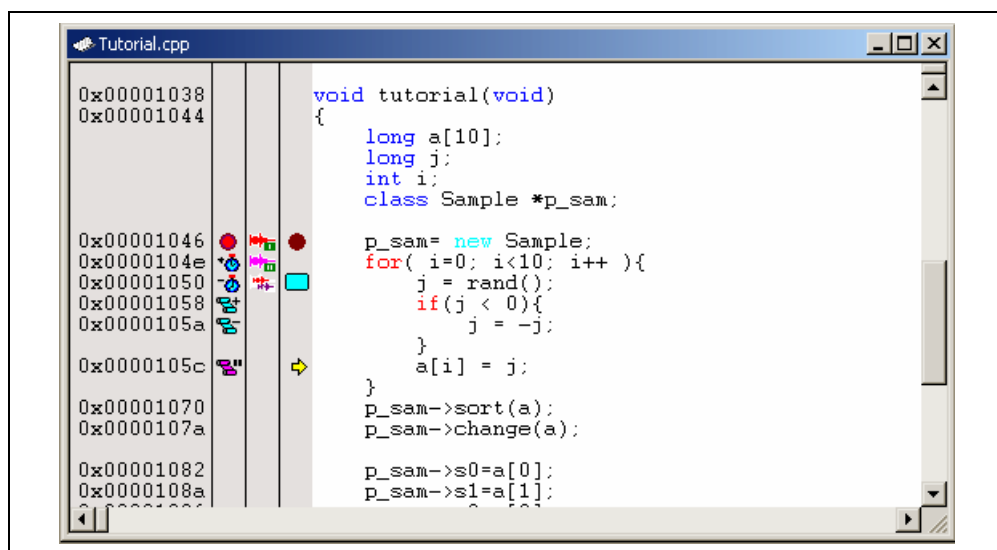 Tutorial.cpp
0x00001038 void tutorial(void)
0x00001044 {
long a[10];
long j;
int i;
class Sample *p_sam;
0x00001046 p_sam= new Sample;
0x0000104e for( i=0; i<10; i++ ){
0x00001050 j = rand();
0x00001058 if(j < 0){
0x0000105a j = -j;
}
0x0000105c a[i] = j;
}
0x00001070 p_sam->sort(a);
0x0000107a p_sam->change(a);
0x00001082 p_sam->s0=a[0];
0x0000108a p_sam->s1=a[1];